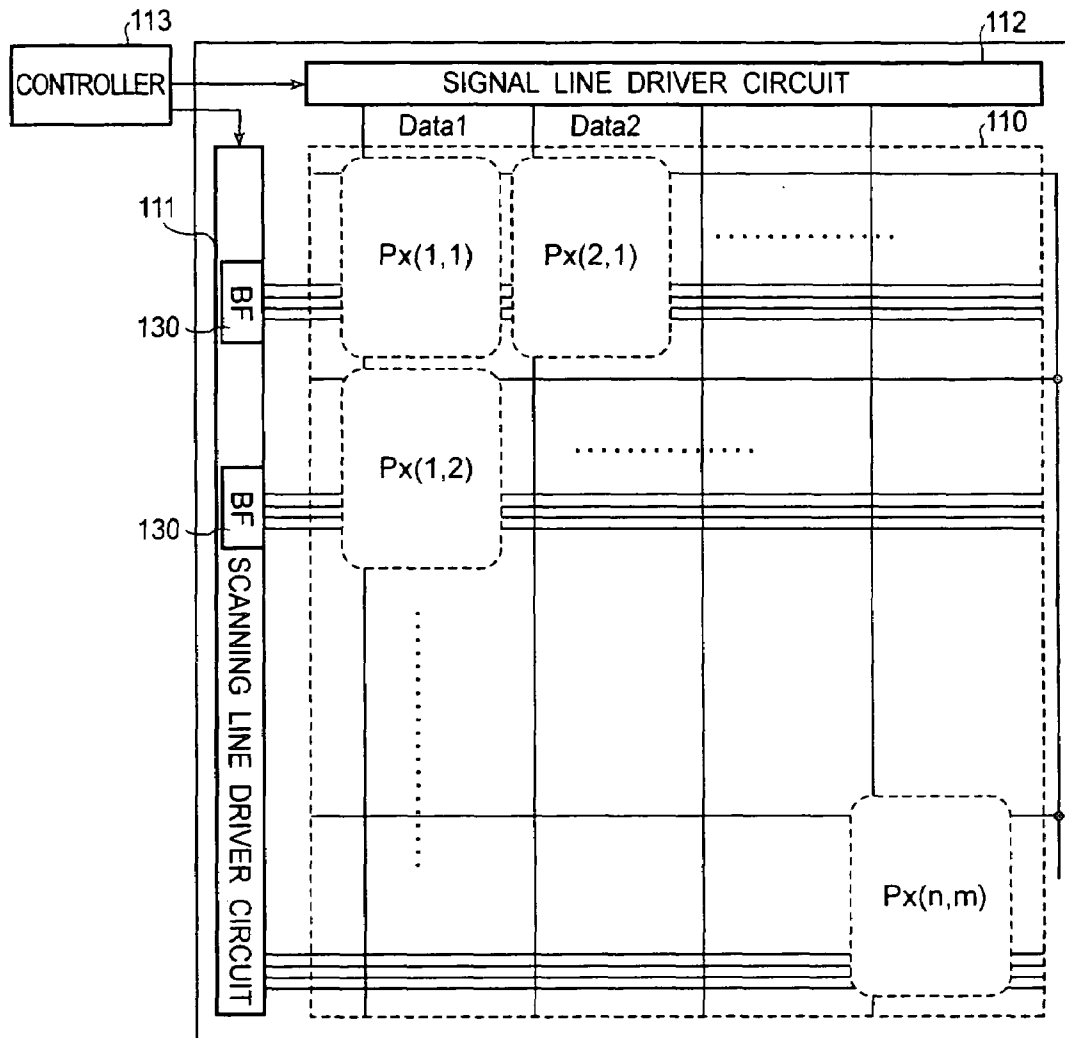 113
CONTROLLER
112
SIGNAL LINE DRIVER CIRCUIT
Data1
Data2
110
111
Px(1,1)
Px(2,1)
BF
130
Px(1,2)
BF
130
SCANNING LINE DRIVER CIRCUIT
Px(n,m)